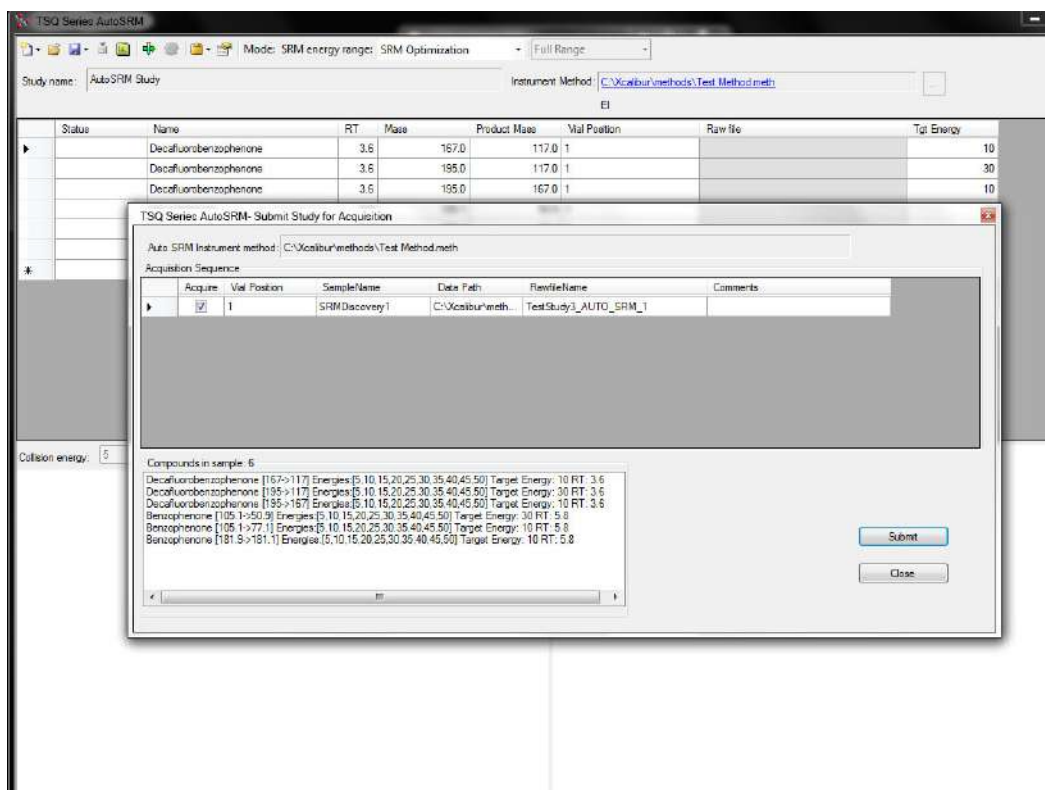 TSQ Series AutoSRM
Mode: SRM energy range: SRM Optimization Full Range
Study name: AutoSRM Study Instrument Method: C:\Xcalibur\methods\Test Method.meth ...
EI
Status Name RT Mass Product Mass Vial Position Raw file Tgt Energy
Decafluorobenzophenone 3.6 167.0 117.0 1 10
Decafluorobenzophenone 3.6 195.0 117.0 1 30
Decafluorobenzophenone 3.6 195.0 167.0 1 10
TSQ Series AutoSRM- Submit Study for Acquisition
Auto SRM Instrument method: C:\Xcalibur\methods\Test Method.meth
Acquisition Sequence
Acquire Vial Position SampleName Data Path RawfileName Comments
1 SRMDiscovery1 C:\Xcalibur\meth... TestStudy3_AUTO_SRM_1
Collision energy: 5
Compounds in sample: 6
Decafluorobenzophenone [167->117] Energies:[5,10,15,20,25,30,35,40,45,50] Target Energy: 10 RT: 3.6
Decafluorobenzophenone [195->117] Energies:[5,10,15,20,25,30,35,40,45,50] Target Energy: 30 RT: 3.6
Decafluorobenzophenone [195->167] Energies:[5,10,15,20,25,30,35,40,45,50] Target Energy: 10 RT: 3.6
Benzophenone [105.1->50.9] Energies:[5,10,15,20,25,30,35,40,45,50] Target Energy: 30 RT: 5.8
Benzophenone [105.1->77.1] Energies:[5,10,15,20,25,30,35,40,45,50] Target Energy: 10 RT: 5.8
Benzophenone [181.9->181.1] Energies:[5,10,15,20,25,30,35,40,45,50] Target Energy: 10 RT: 5.8
Submit
Close